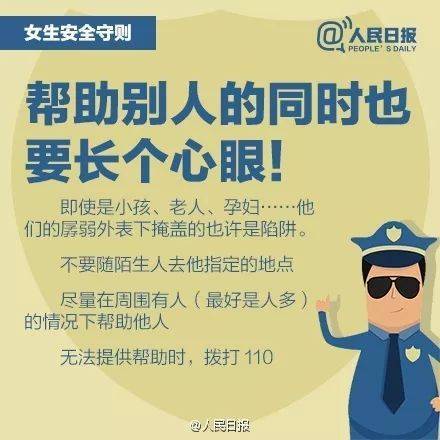 女生安全守则
@人民日报
PEOPLE'S DAILY
帮助别人的同时也
要长个心眼!
即使是小孩、老人、孕妇……他
们的孱弱外表下掩盖的也许是陷阱。
不要随陌生人去他指定的地点
尽量在周围有人（最好是人多）
的情况下帮助他人
无法提供帮助时，拨打 110
@人民日报